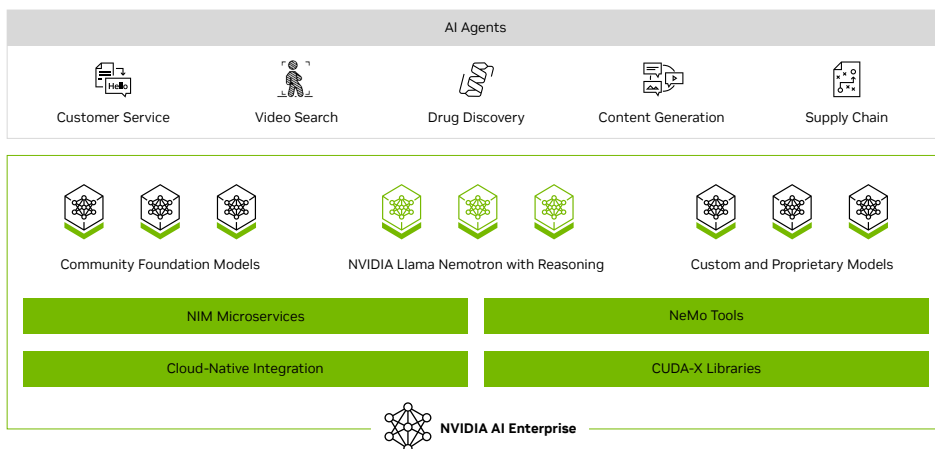 AI Agents
Hello
Customer Service
Video Search
Drug Discovery
Content Generation
Supply Chain
Community Foundation Models
NVIDIA Llama Nemotron with Reasoning
Custom and Proprietary Models
NIM Microservices
NeMo Tools
Cloud-Native Integration
CUDA-X Libraries
NVIDIA AI Enterprise